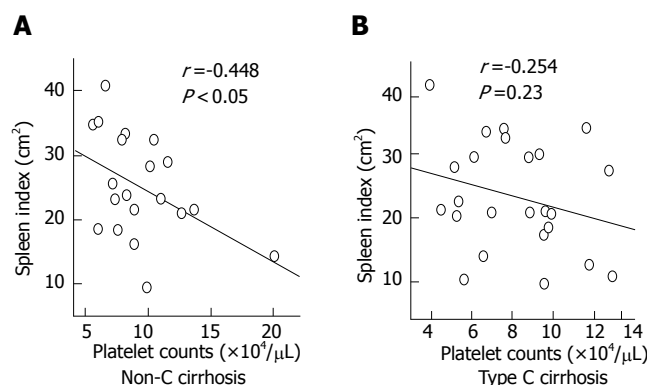 A
r=-0.448
P<0.05
Spleen index (cm²)
40
30
20
10
5
10
15
20
Platelet counts (×10⁴/μL)
Non-C cirrhosis
B
r=-0.254
P=0.23
Spleen index (cm²)
40
30
20
10
4
6
8
10
12
14
Platelet counts (×10⁴/μL)
Type C cirrhosis